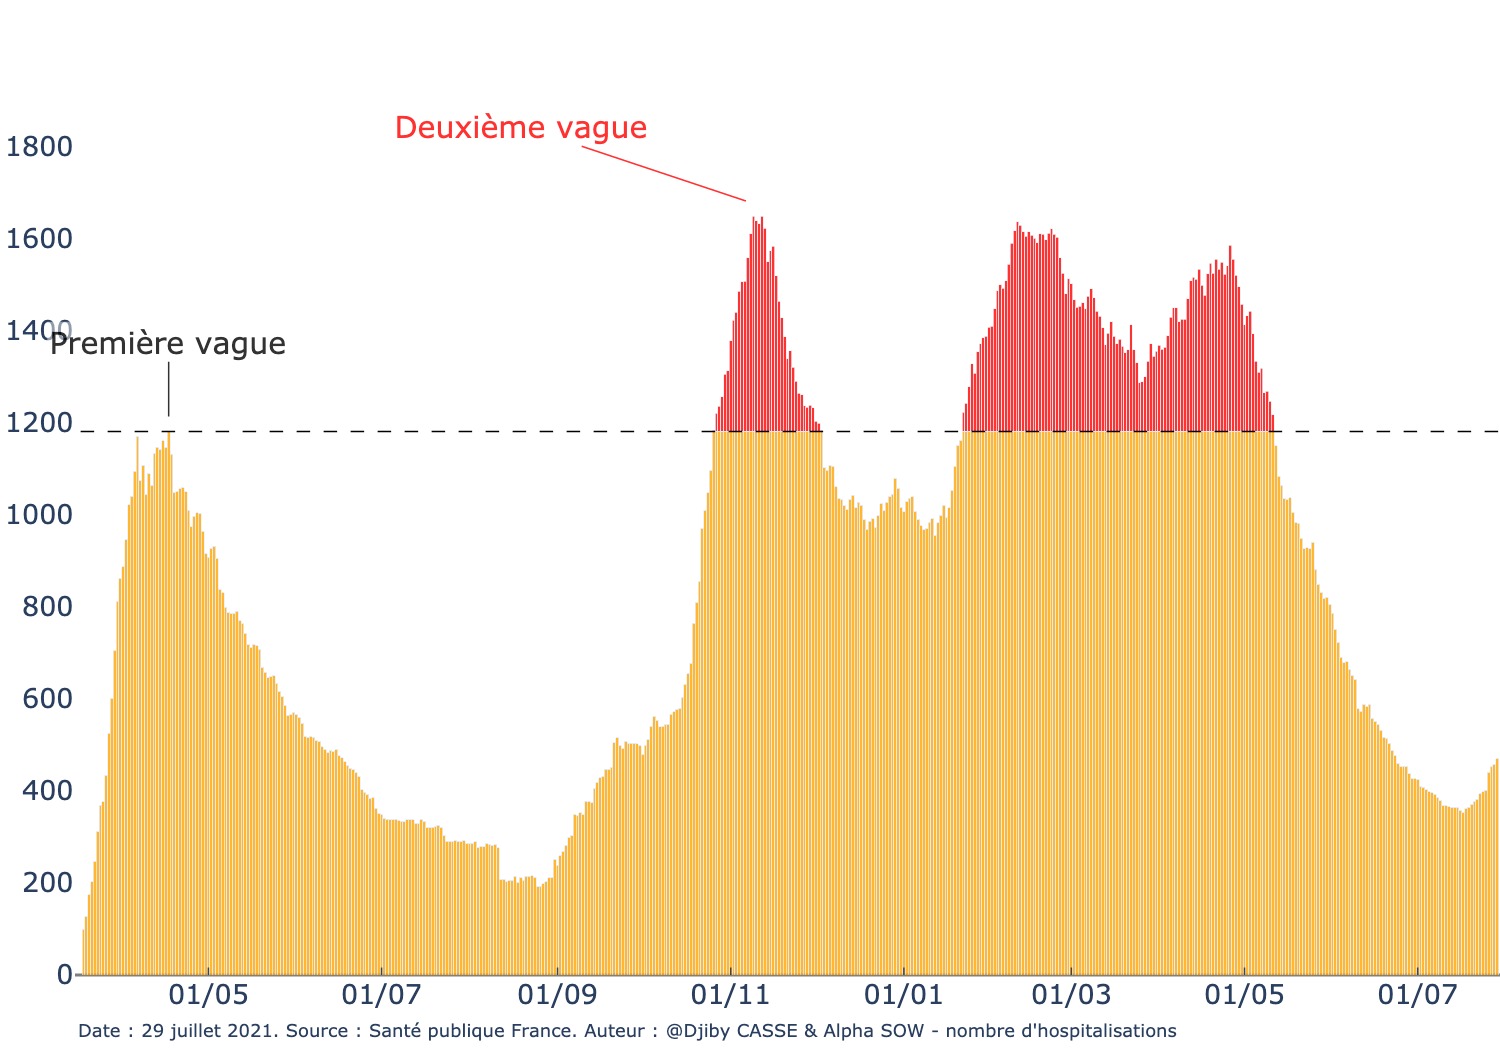 Deuxième vague
1800
1600
1400
Première vague
1200
1000
800
600
400
200
0
01/05 01/07 01/09 01/11 01/01 01/03 01/05 01/07
Date : 29 juillet 2021. Source : Santé publique France. Auteur : @Djiby CASSE & Alpha SOW - nombre d'hospitalisations